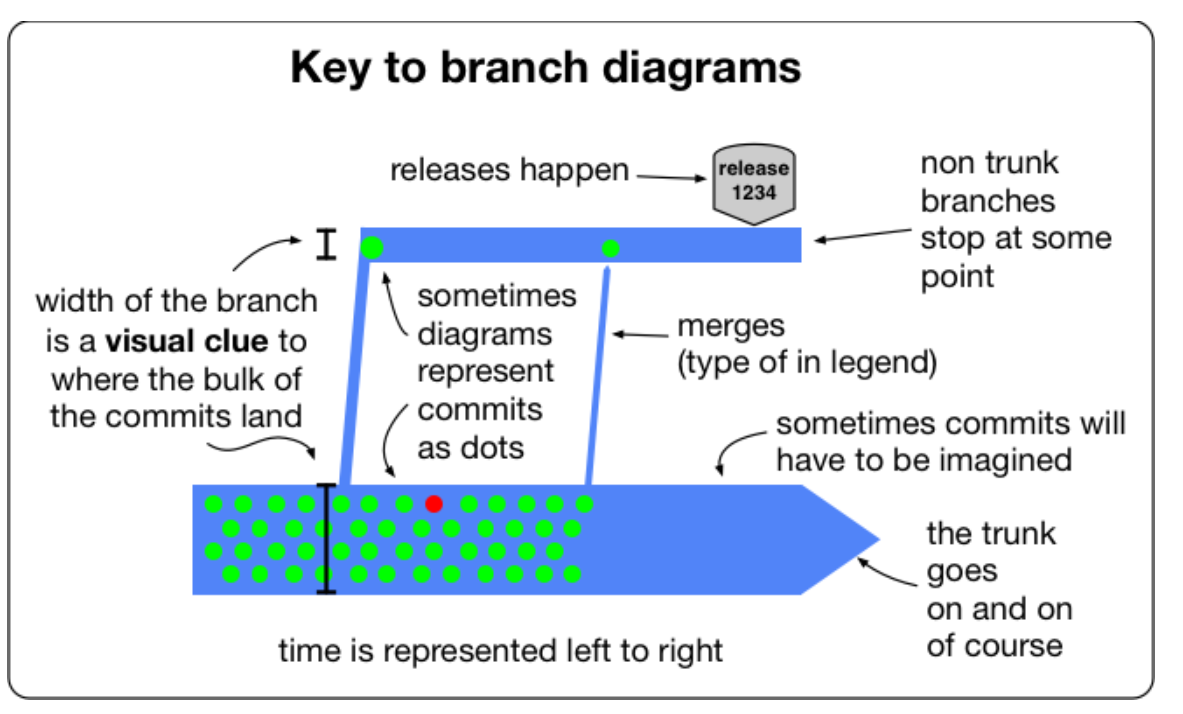 Key to branch diagrams
releases happen
release
1234
non trunk
branches
stop at some
point
width of the branch
is a visual clue to
where the bulk of
the commits land
sometimes
diagrams
represent
commits
as dots
merges
(type of in legend)
sometimes commits will
have to be imagined
the trunk
goes
on and on
of course
time is represented left to right